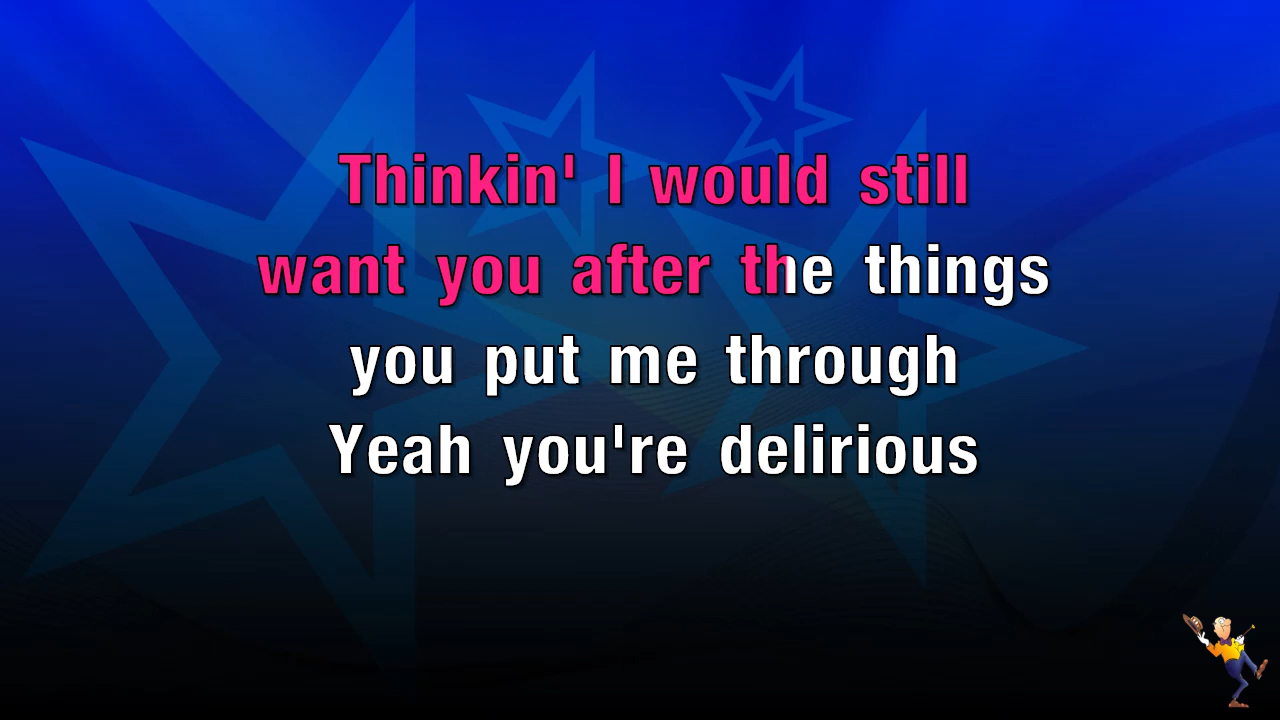 Thinkin' I would still
want you after the things
you put me through
Yeah you're delirious